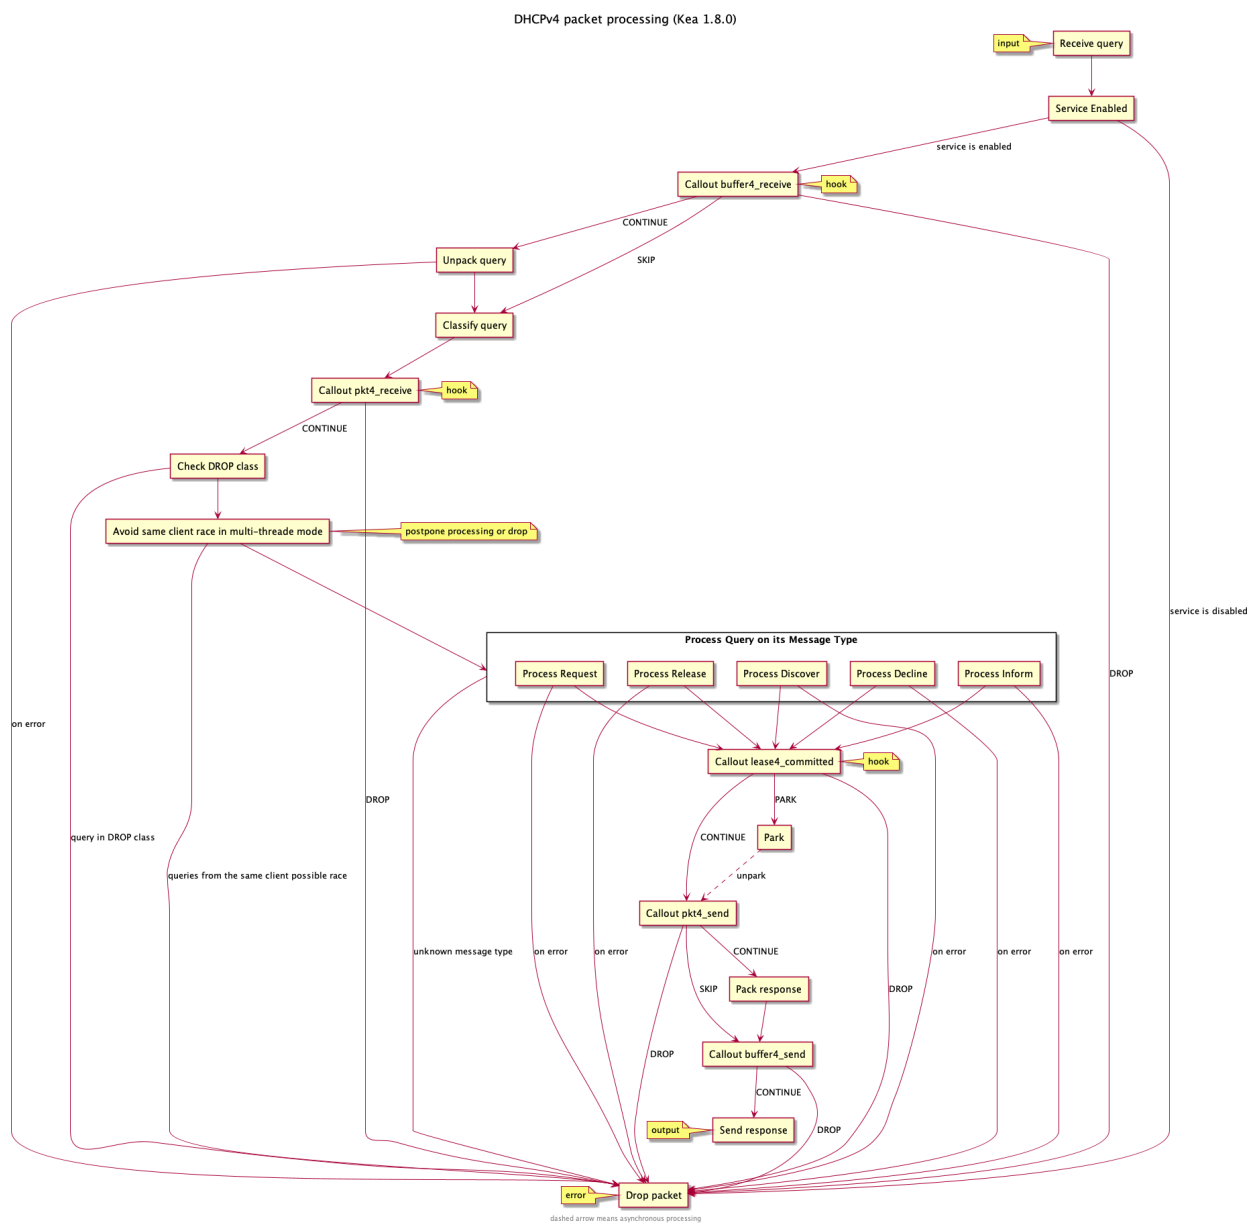 DHCPv4 packet processing (Kea 1.8.0)
input
Receive query
Service Enabled
service is enabled
Callout buffer4_receive
hook
CONTINUE
Unpack query
SKIP
Classify query
Callout pkt4_receive
hook
CONTINUE
Check DROP class
Avoid same client race in multi-threade mode
postpone processing or drop
service is disabled
Process Query on its Message Type
Process Request
Process Release
Process Discover
Process Decline
Process Inform
DROP
on error
Callout lease4_committed
hook
DROP
PARK
query in DROP class
CONTINUE
Park
queries from the same client possible race
unpark
Callout pkt4_send
unknown message type
on error
on error
CONTINUE
on error
on error
on error
SKIP
Pack response
DROP
DROP
Callout buffer4_send
CONTINUE
output
Send response
DROP
error
Drop packet
dashed arrow means asynchronous processing